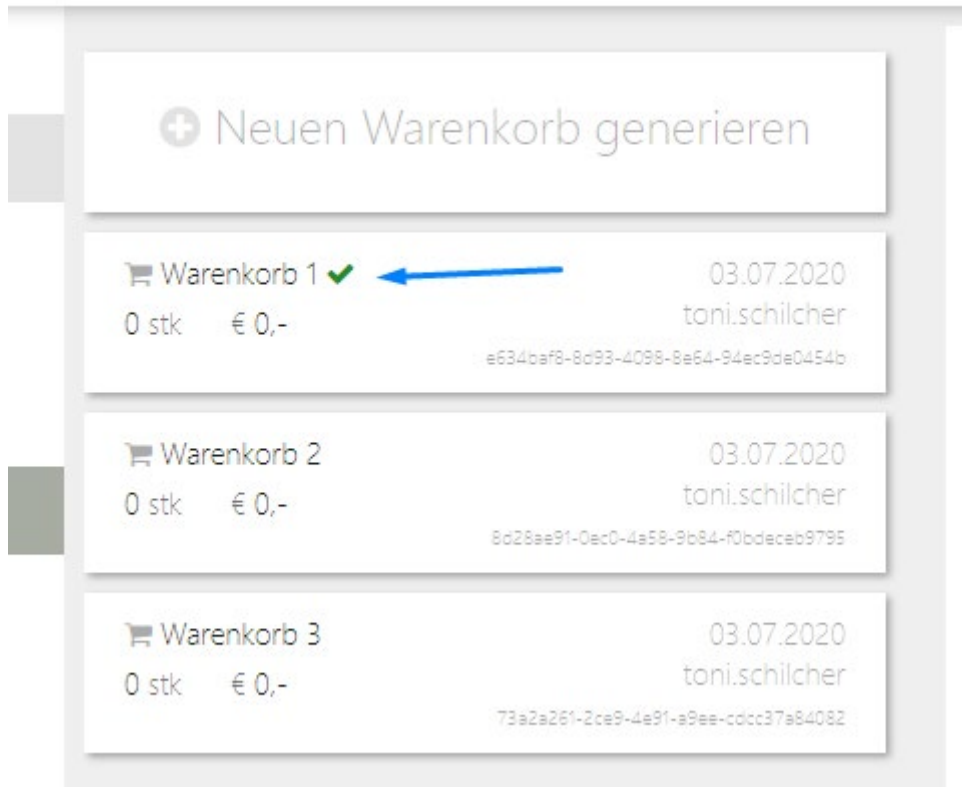 Neuen Warenkorb generieren
Warenkorb 1
03.07.2020
0 stk € 0,-
toni.schilcher
e634baf8-8d93-4098-8e64-94ec9de0454b
Warenkorb 2
03.07.2020
0 stk € 0,-
toni.schilcher
8d28ae91-0ec0-4a58-9b84-f0bdeceb9795
Warenkorb 3
03.07.2020
0 stk € 0,-
toni.schilcher
73a2a261-2ce9-4e91-a9ee-cdcc37a84082